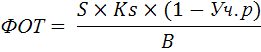 ФОТ = S × Ks × (1 − Уч. р) / B